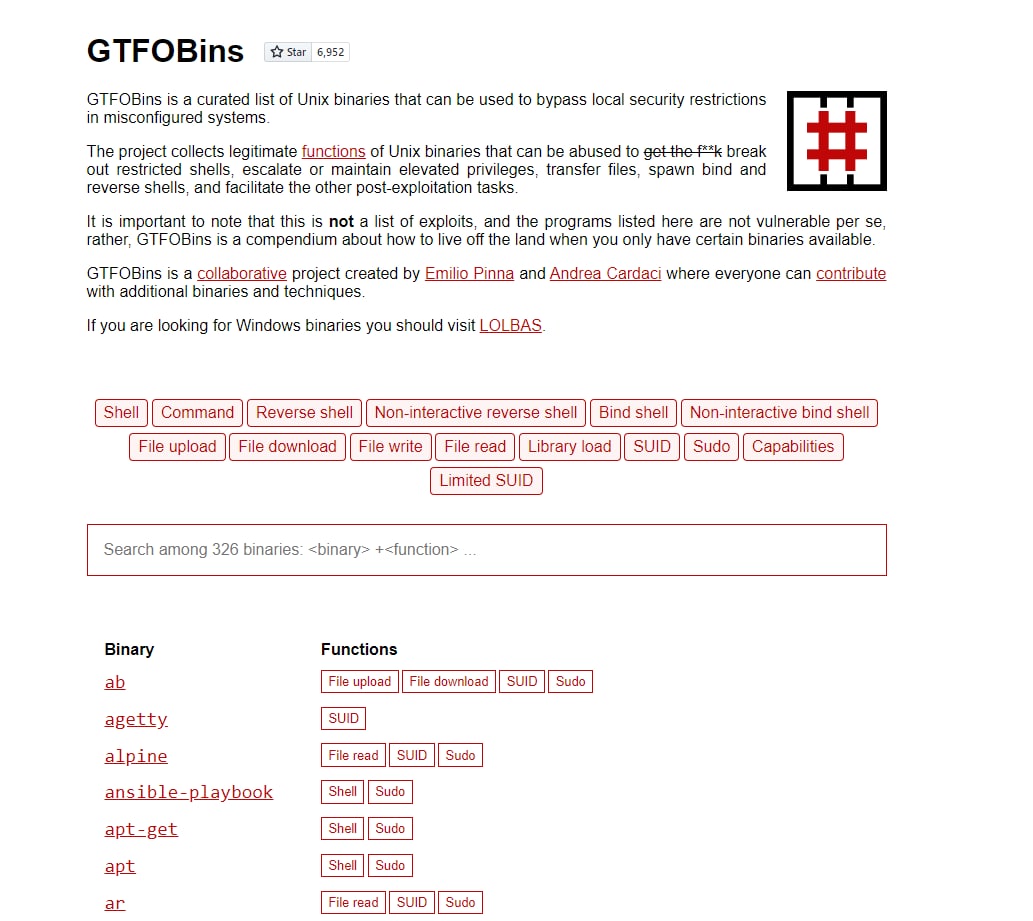 GTFOBins Star 6,952
GTFOBins is a curated list of Unix binaries that can be used to bypass local security restrictions
in misconfigured systems.
The project collects legitimate functions of Unix binaries that can be abused to get the f**k break
out restricted shells, escalate or maintain elevated privileges, transfer files, spawn bind and
reverse shells, and facilitate the other post-exploitation tasks.
It is important to note that this is not a list of exploits, and the programs listed here are not vulnerable per se,
rather, GTFOBins is a compendium about how to live off the land when you only have certain binaries available.
GTFOBins is a collaborative project created by Emilio Pinna and Andrea Cardaci where everyone can contribute
with additional binaries and techniques.
If you are looking for Windows binaries you should visit LOLBAS.
Shell Command Reverse shell Non-interactive reverse shell Bind shell Non-interactive bind shell
File upload File download File write File read Library load SUID Sudo Capabilities
Limited SUID
Search among 326 binaries: <binary> +<function> ...
Binary Functions
ab File upload File download SUID Sudo
agetty SUID
alpine File read SUID Sudo
ansible-playbook Shell Sudo
apt-get Shell Sudo
apt Shell Sudo
ar File read SUID Sudo